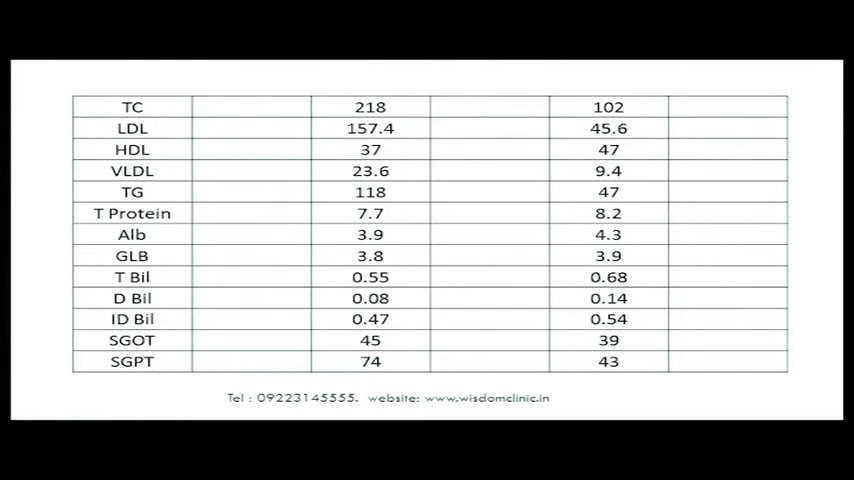 TC 218 102
LDL 157.4 45.6
HDL 37 47
VLDL 23.6 9.4
TG 118 47
T Protein 7.7 8.2
Alb 3.9 4.3
GLB 3.8 3.9
T Bil 0.55 0.68
D Bil 0.08 0.14
ID Bil 0.47 0.54
SGOT 45 39
SGPT 74 43
Tel : 09223145555. website: www.wisdomclinic.in